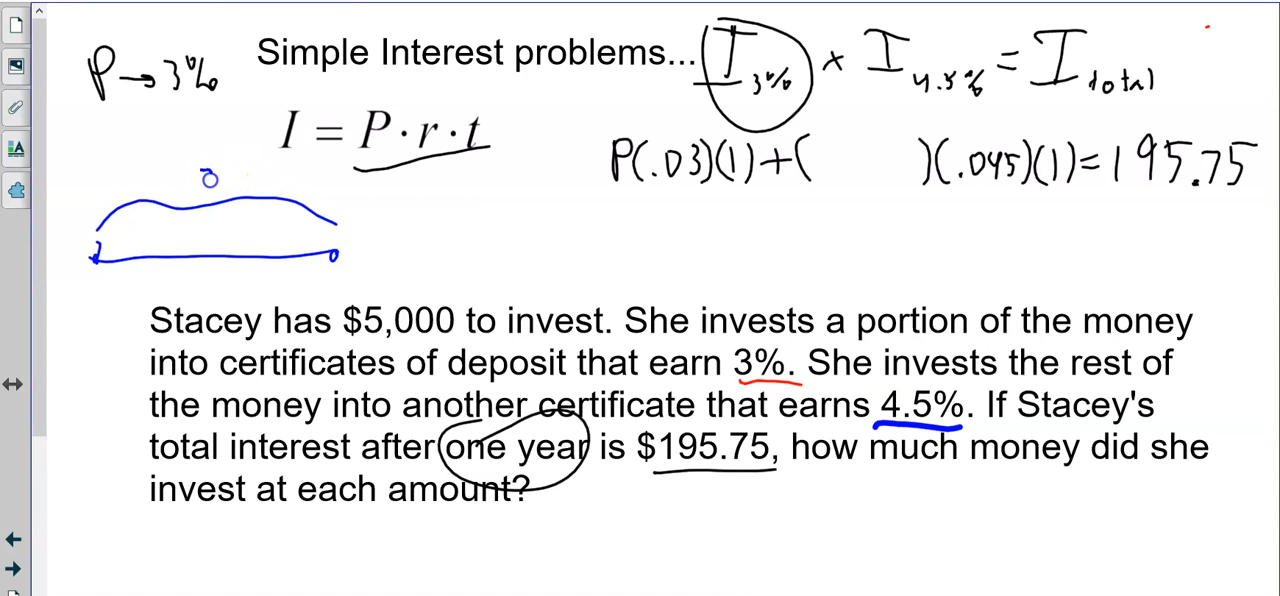 P → 3%
Simple Interest problems...
I 3% + I 4.5% = I total
I = P · r · t
P(.03)(1)+( )(.045)(1)=195.75
Stacey has $5,000 to invest. She invests a portion of the money
into certificates of deposit that earn 3%. She invests the rest of
the money into another certificate that earns 4.5%. If Stacey's
total interest after one year is $195.75, how much money did she
invest at each amount?